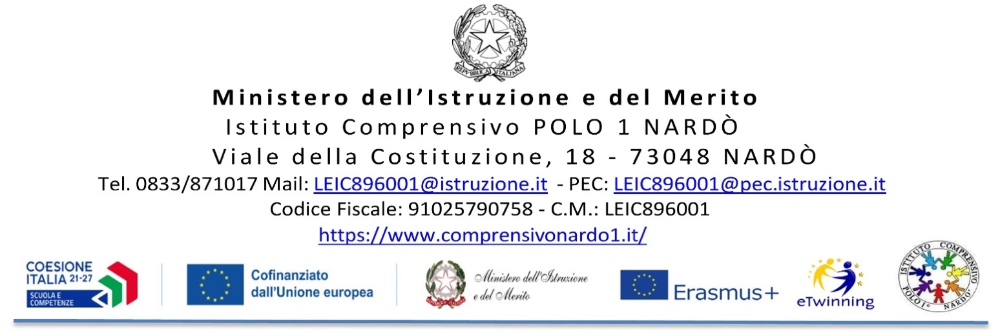 REPVBBLICA ITALIANA
Ministero dell’Istruzione e del Merito
Istituto Comprensivo POLO 1 NARDÒ
Viale della Costituzione, 18 - 73048 NARDÒ
Tel. 0833/871017 Mail: LEIC896001@istruzione.it - PEC: LEIC896001@pec.istruzione.it
Codice Fiscale: 91025790758 - C.M.: LEIC896001
https://www.comprensivonardo1.it/
COESIONE
ITALIA 21-27
SCUOLA E
COMPETENZE
Cofinanziato
dall’Unione europea
Ministero dell'Istruzione
e del Merito
Erasmus+
eTwinning
ISTITUTO COMPRENSIVO
POLO 1° NARDO'